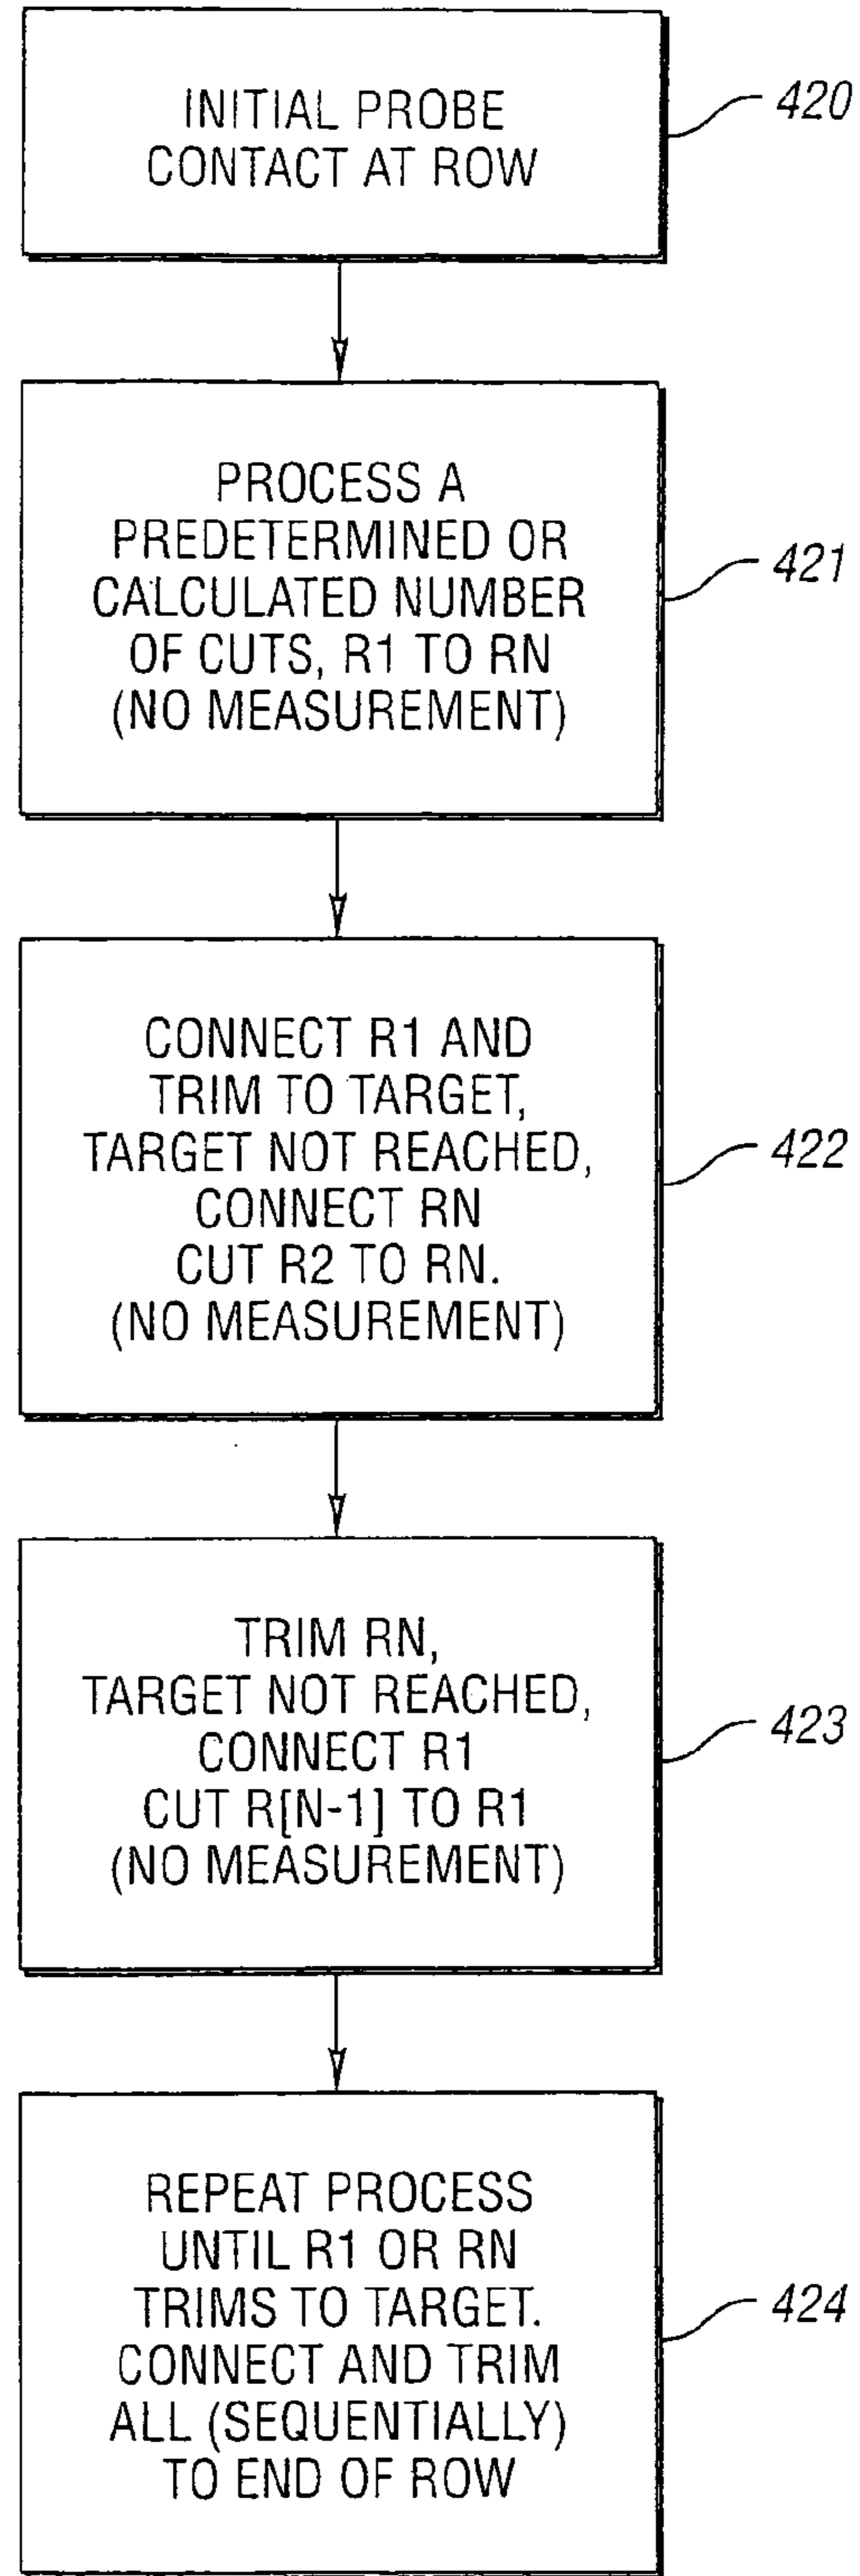 INITIAL PROBE
CONTACT AT ROW
420
PROCESS A
PREDETERMINED OR
CALCULATED NUMBER
OF CUTS, R1 TO RN
(NO MEASUREMENT)
421
CONNECT R1 AND
TRIM TO TARGET,
TARGET NOT REACHED,
CONNECT RN
CUT R2 TO RN.
(NO MEASUREMENT)
422
TRIM RN,
TARGET NOT REACHED,
CONNECT R1
CUT R[N-1] TO R1
(NO MEASUREMENT)
423
REPEAT PROCESS
UNTIL R1 OR RN
TRIMS TO TARGET.
CONNECT AND TRIM
ALL (SEQUENTIALLY)
TO END OF ROW
424